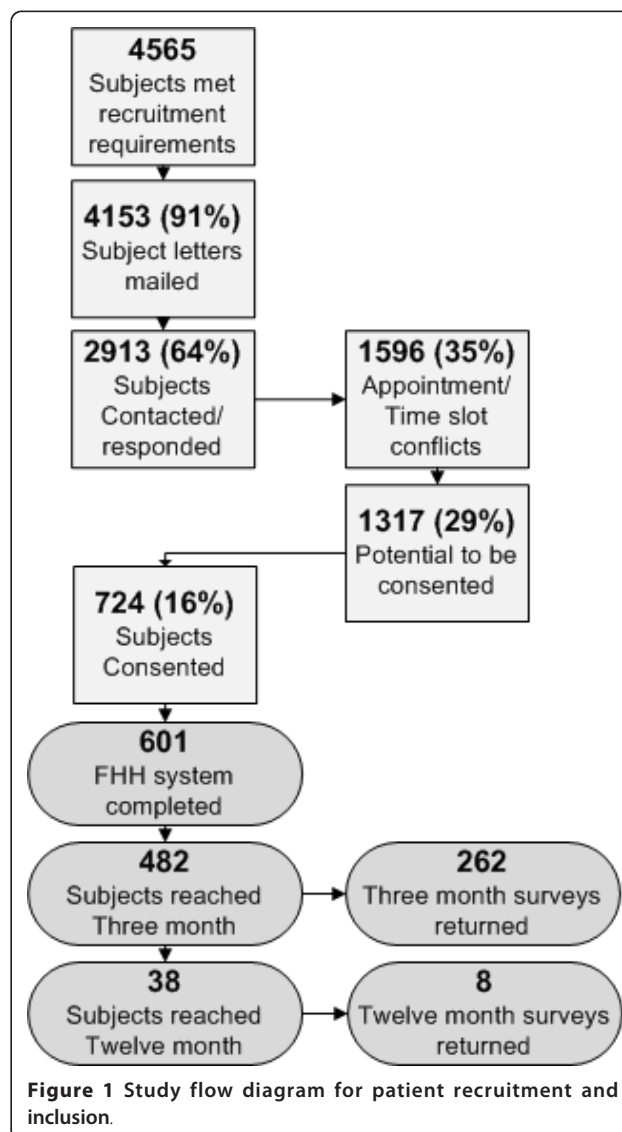 4565
Subjects met
recruitment
requirements
4153 (91%)
Subject letters
mailed
2913 (64%)
Subjects
Contacted/
responded
1596 (35%)
Appointment/
Time slot
conflicts
1317 (29%)
Potential to be
consented
724 (16%)
Subjects
Consented
601
FHH system
completed
482
Subjects reached
Three month
262
Three month surveys
returned
38
Subjects reached
Twelve month
8
Twelve month surveys
returned
Figure 1 Study flow diagram for patient recruitment and
inclusion.